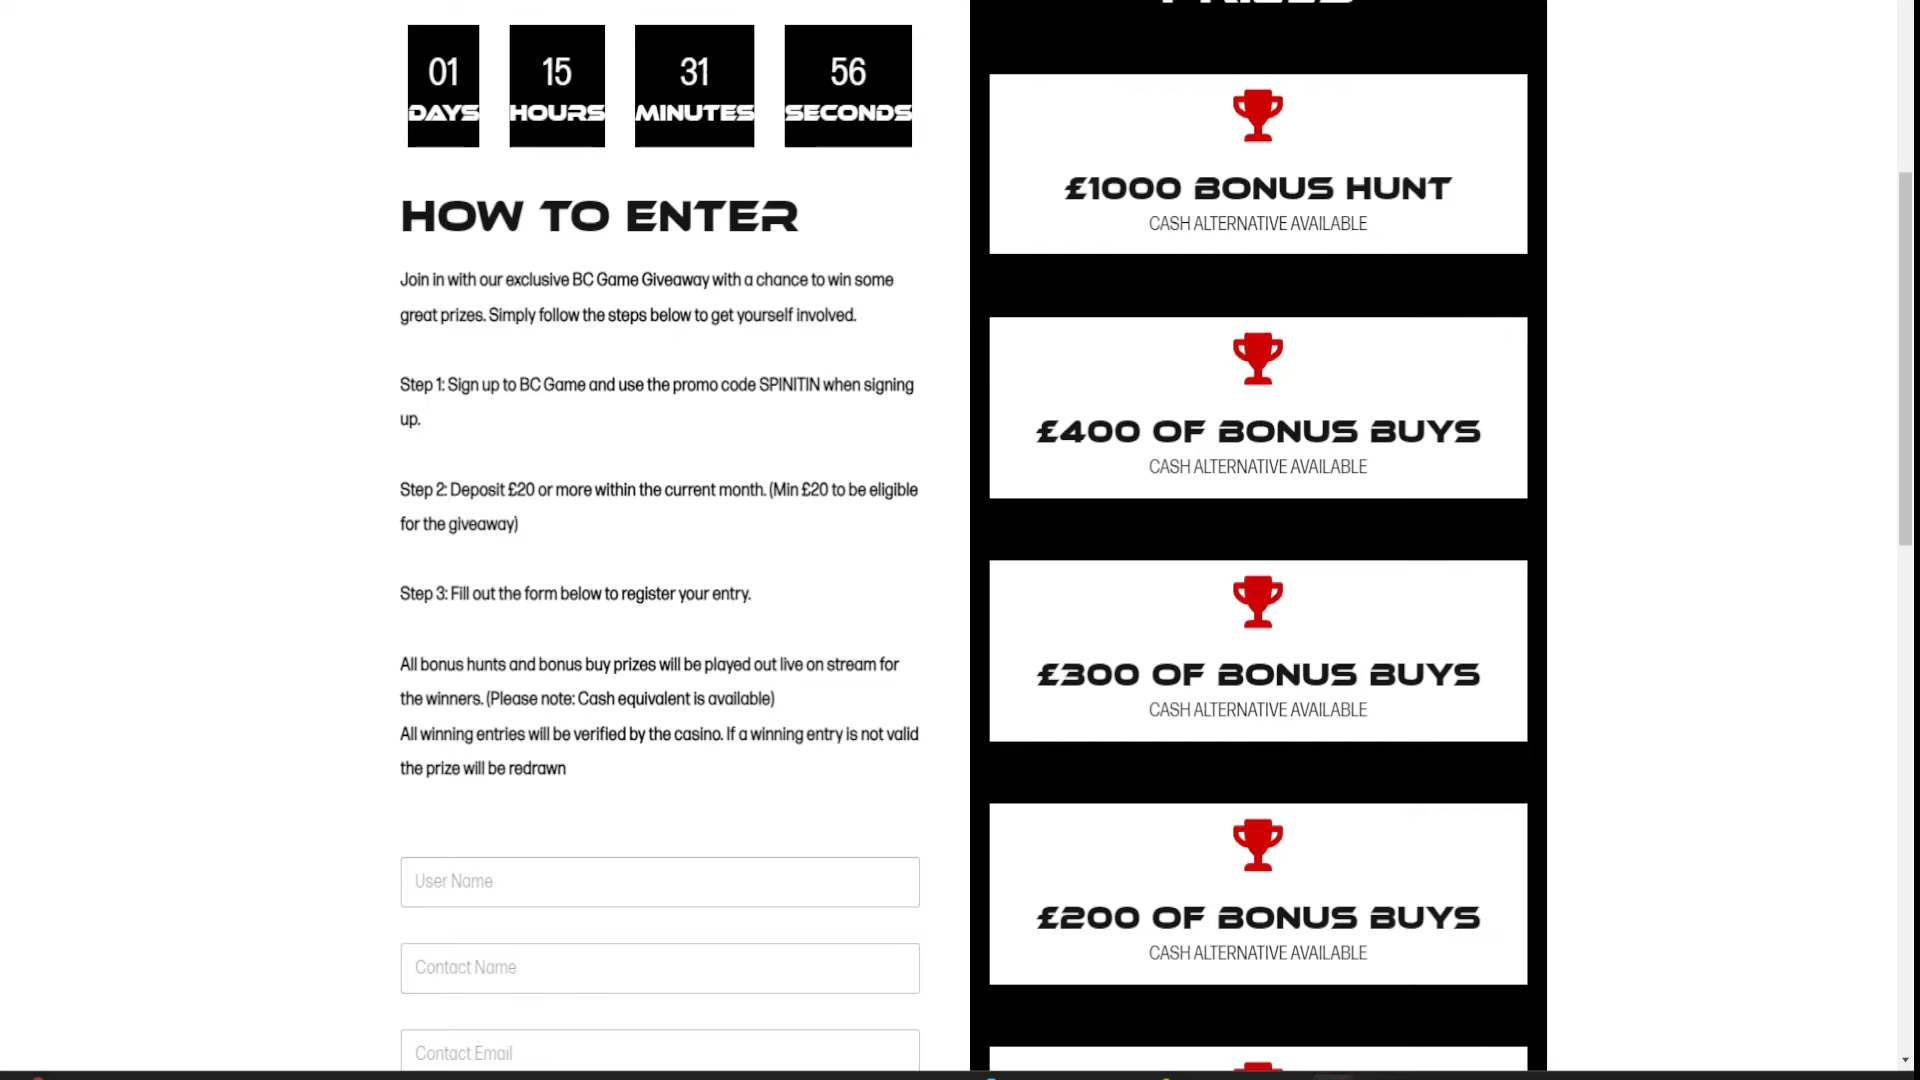 01
DAYS
15
HOURS
31
MINUTES
56
SECONDS
HOW TO ENTER
Join in with our exclusive BC Game Giveaway with a chance to win some
great prizes. Simply follow the steps below to get yourself involved.
Step 1: Sign up to BC Game and use the promo code SPINITIN when signing
up.
Step 2: Deposit £20 or more within the current month. (Min £20 to be eligible
for the giveaway)
Step 3: Fill out the form below to register your entry.
All bonus hunts and bonus buy prizes will be played out live on stream for
the winners. (Please note: Cash equivalent is available)
All winning entries will be verified by the casino. If a winning entry is not valid
the prize will be redrawn
User Name
Contact Name
Contact Email
£1000 BONUS HUNT
CASH ALTERNATIVE AVAILABLE
£400 OF BONUS BUYS
CASH ALTERNATIVE AVAILABLE
£300 OF BONUS BUYS
CASH ALTERNATIVE AVAILABLE
£200 OF BONUS BUYS
CASH ALTERNATIVE AVAILABLE